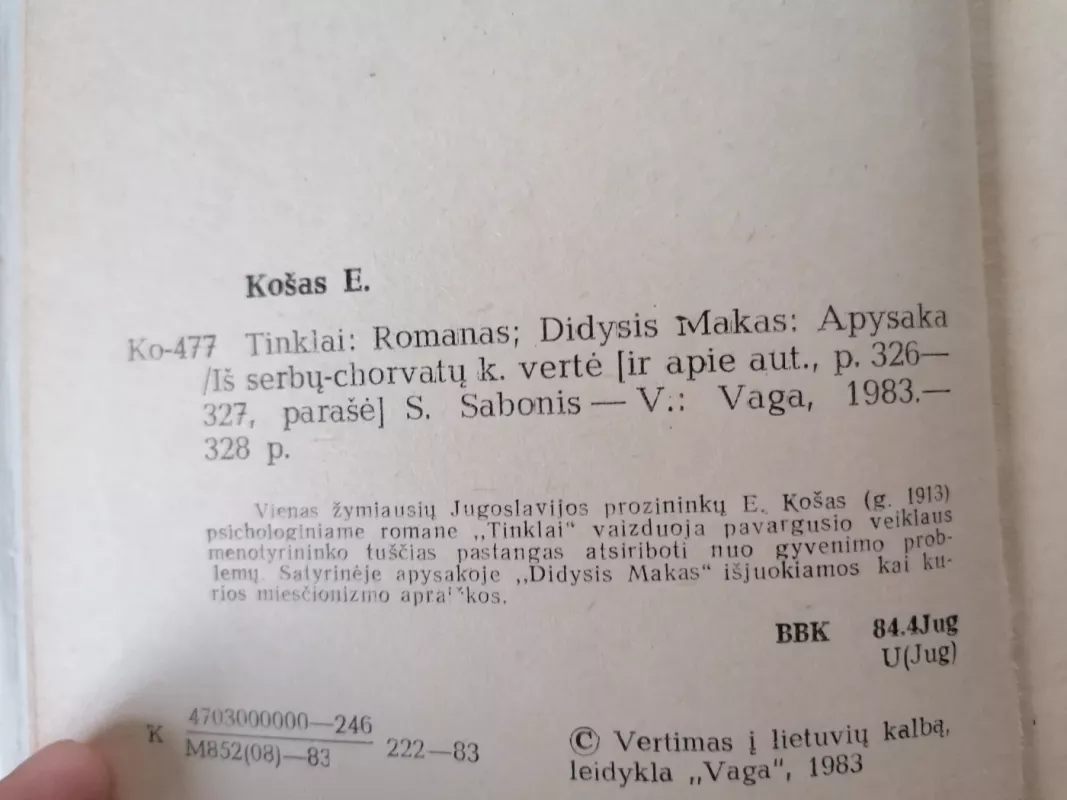 Košas E.
Ko-477 Tinklai: Romanas; Didysis Makas: Apysaka
/Iš serbų-chorvatų k. vertė [ir apie aut., p. 326—
327, parašė] S. Sabonis — V.: Vaga, 1983.—
328 p.
Vienas žymiausių Jugoslavijos prozininkų E. Košas (g. 1913)
psichologiniame romane „Tinklai“ vaizduoja pavargusio veiklaus
menotyrininko tuščias pastangas atsiriboti nuo gyvenimo prob-
lemų. Satyrinėje apysakoje „Didysis Makas“ išjuokiamos kai ku-
rios miesčionizmo
BBK 84.4Jug
U(Jug)
K 4703000000—246
M852(08)—83 222—83
© Vertimas į lietuvių kalbą,
leidykla „Vaga“, 1983